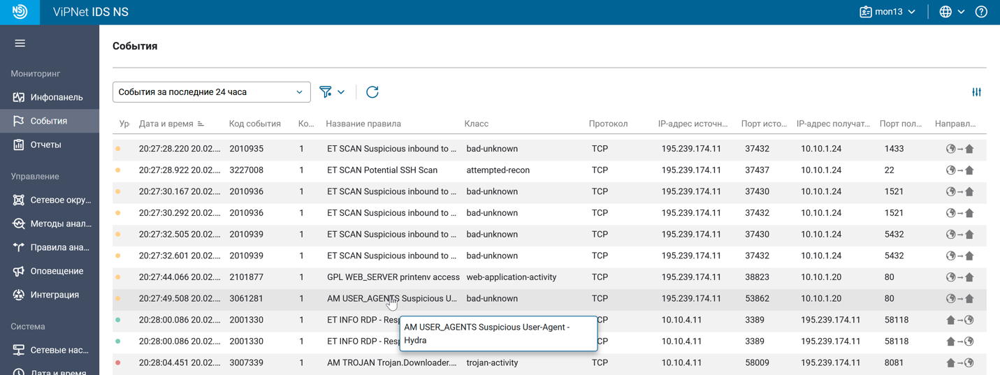 NS ViPNet IDS NS mon13
События
Мониторинг
Инфопанель
События
Отчеты
Управление
Сетевое окру...
Методы анал...
Правила ана...
Оповещение
Интеграция
Система
Сетевые нас...
Дата и время
События за последние 24 часа
Ур Дата и время Код события Ко... Название правила Класс Протокол IP-адрес источн... Порт исто... IP-адрес получат... Порт пол... Направл...
20:27:28.220 20.02.... 2010935 1 ET SCAN Suspicious inbound to ... bad-unknown TCP 195.239.174.11 37432 10.10.1.24 1433
20:27:28.922 20.02.... 3227008 1 ET SCAN Potential SSH Scan attempted-recon TCP 195.239.174.11 37437 10.10.1.24 22
20:27:30.167 20.02.... 2010936 1 ET SCAN Suspicious inbound to ... bad-unknown TCP 195.239.174.11 37430 10.10.1.24 1521
20:27:30.292 20.02.... 2010936 1 ET SCAN Suspicious inbound to ... bad-unknown TCP 195.239.174.11 37432 10.10.1.24 1521
20:27:32.505 20.02.... 2010939 1 ET SCAN Suspicious inbound to ... bad-unknown TCP 195.239.174.11 37430 10.10.1.24 5432
20:27:32.601 20.02.... 2010939 1 ET SCAN Suspicious inbound to ... bad-unknown TCP 195.239.174.11 37432 10.10.1.24 5432
20:27:44.066 20.02.... 2101877 1 GPL WEB_SERVER printenv access web-application-activity TCP 195.239.174.11 38823 10.10.1.20 80
20:27:49.508 20.02.... 3061281 1 AM USER_AGENTS Suspicious U... bad-unknown TCP 195.239.174.11 53862 10.10.1.20 80
20:28:00.086 20.02.... 2001330 1 ET INFO RDP - Resp CP 10.10.4.11 3389 195.239.174.11 58118
AM USER_AGENTS Suspicious User-Agent -
Hydra
20:28:00.086 20.02.... 2001330 1 ET INFO RDP - Resp CP 10.10.4.11 3389 195.239.174.11 58118
20:28:04.451 20.02.... 3007339 1 AM TROJAN Trojan.Downloader.... trojan-activity TCP 10.10.4.11 58009 195.239.174.11 8081